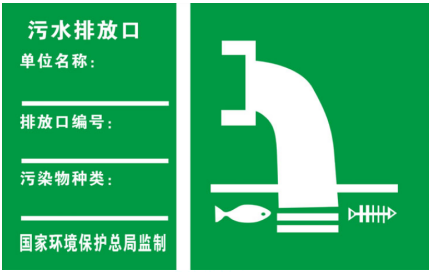 污水排放口
单位名称：
排放口编号：
污染物种类：
国家环境保护总局监制